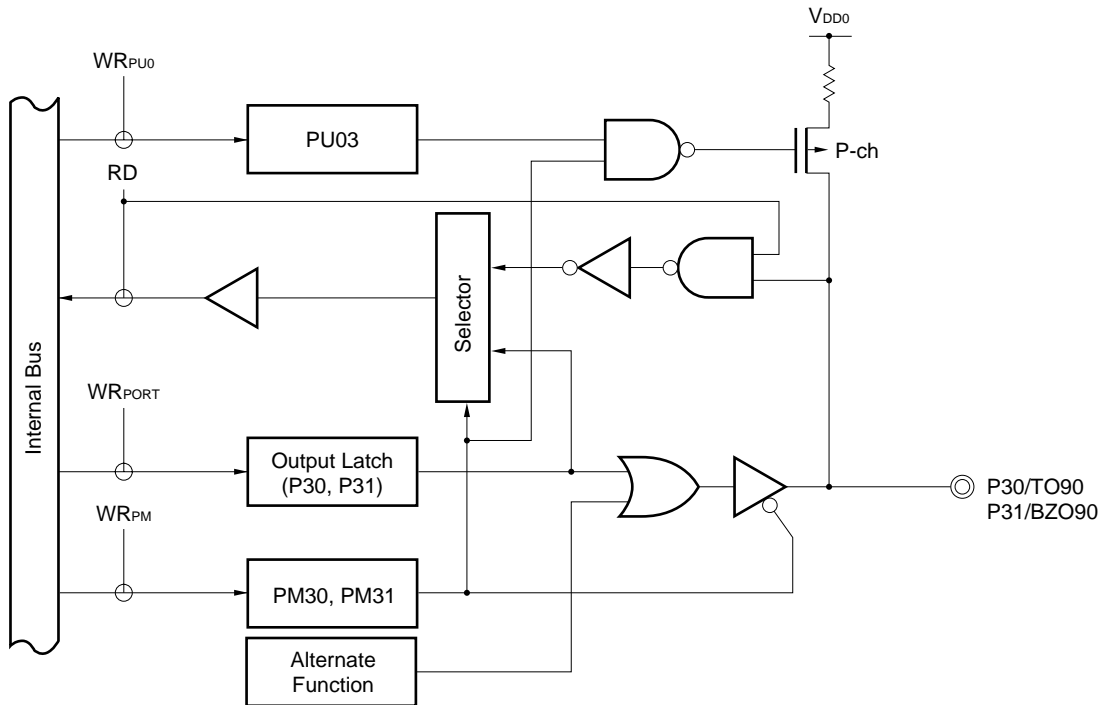 VDD0
WRPU0
PU03
P-ch
RD
Selector
Internal Bus
WRPORT
Output Latch
(P30, P31)
P30/TO90
P31/BZO90
WRPM
PM30, PM31
Alternate
Function